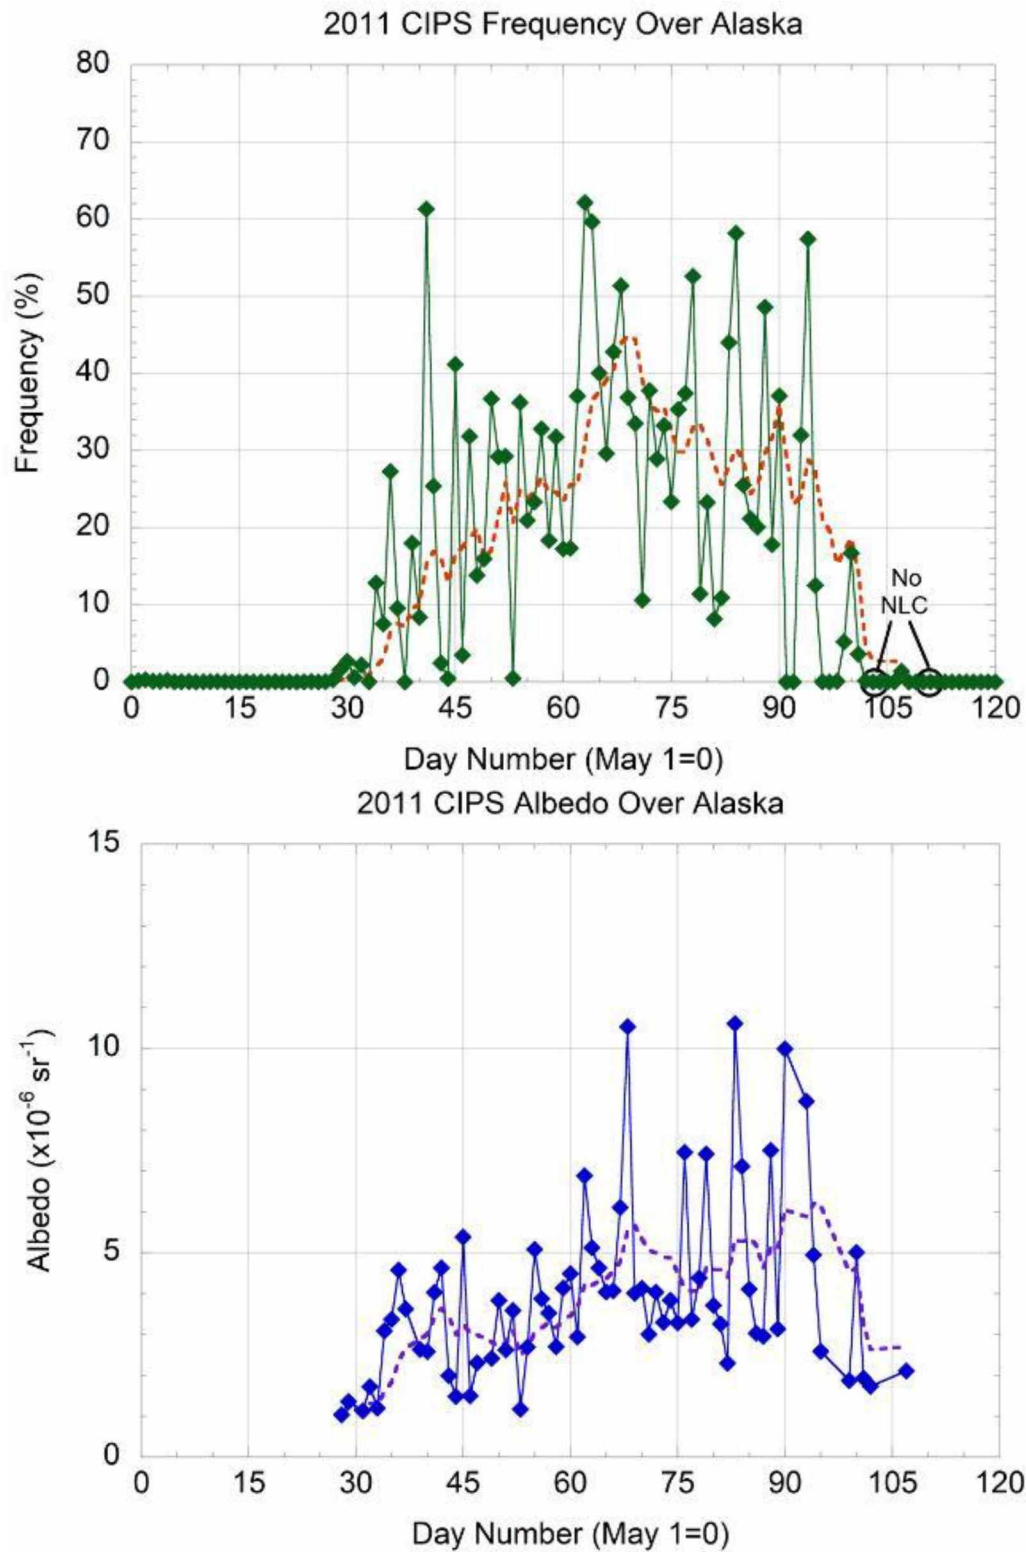 2011 CIPS Frequency Over Alaska
80
70
60
50
40
30
20
10
0
Frequency (%)
No
NLC
0 15 30 45 60 75 90 105 120
Day Number (May 1=0)
2011 CIPS Albedo Over Alaska
15
10
5
0
Albedo (x10⁻⁶ sr⁻¹)
0 15 30 45 60 75 90 105 120
Day Number (May 1=0)